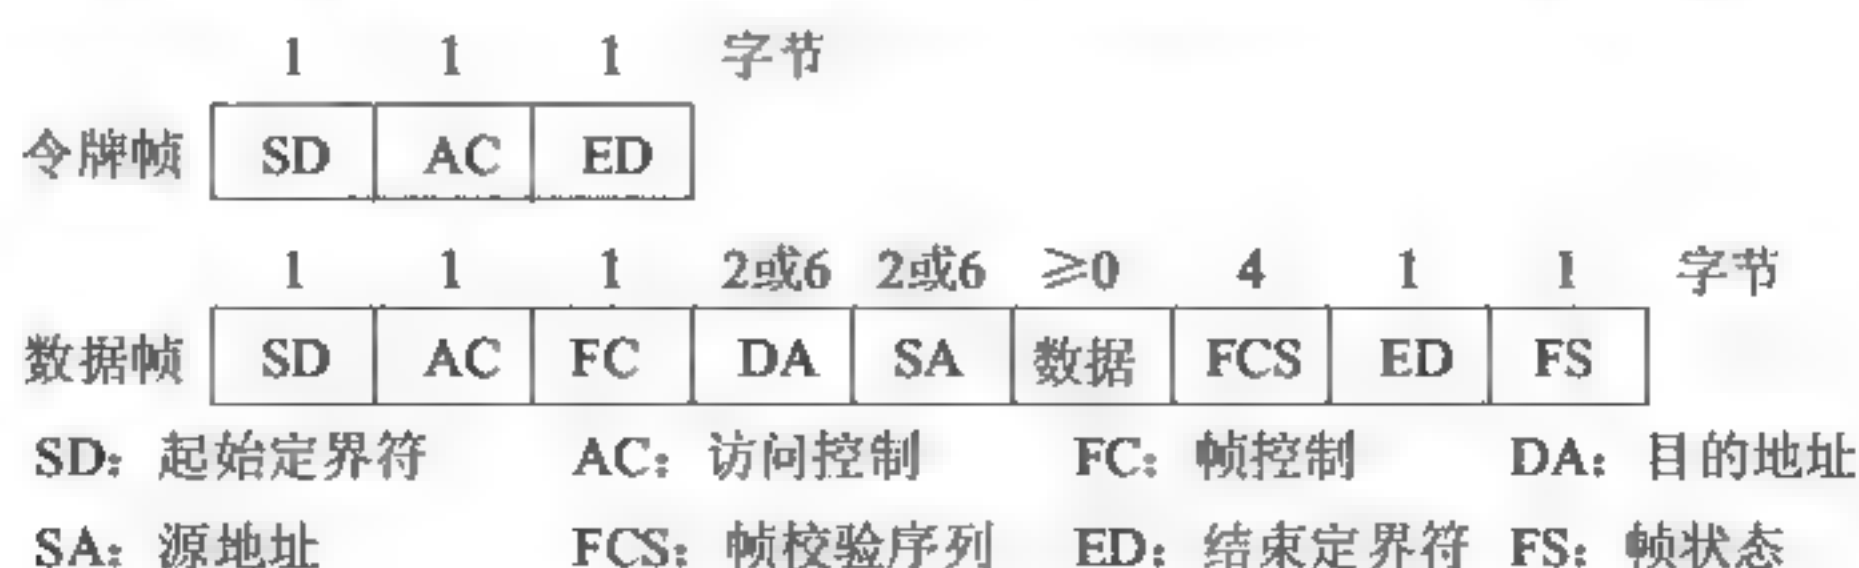 1 1 1 字节
令牌帧 SD AC ED
1 1 1 2或6 2或6 ≥0 4 1 1 字节
数据帧 SD AC FC DA SA 数据 FCS ED FS
SD：起始定界符 AC：访问控制 FC：帧控制 DA：目的地址
SA：源地址 FCS：帧校验序列 ED：结束定界符 FS：帧状态